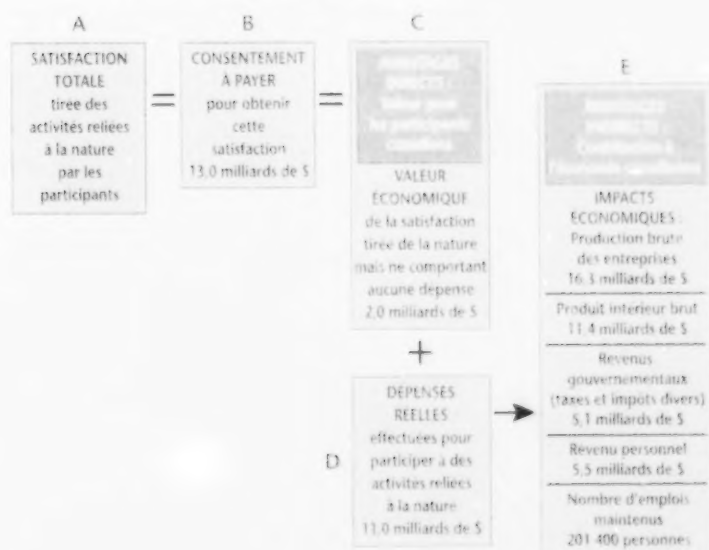 A
SATISFACTION
TOTALE
tirée des
activités reliées
à la nature
par les
participants
=
B
CONSENTEMENT
À PAYER
pour obtenir
cette
satisfaction
13,0 milliards de $
=
C
AVANTAGES
DIRECTS
les participants
VALEUR
ÉCONOMIQUE
de la satisfaction
tirée de la nature
mais ne comportant
aucune dépense
2,0 milliards de $
+
D
DÉPENSES
RÉELLES
effectuées pour
participer à des
activités reliées
à la nature
11,0 milliards de $
E
IMPACTS
ÉCONOMIQUES :
Production brute
des entreprises
16,3 milliards de $
Produit intérieur brut
11,4 milliards de $
Revenus
gouvernementaux
(taxes et impôts divers)
5,1 milliards de $
Revenu personnel
5,5 milliards de $
Nombre d'emplois
maintenus
201 400 personnes